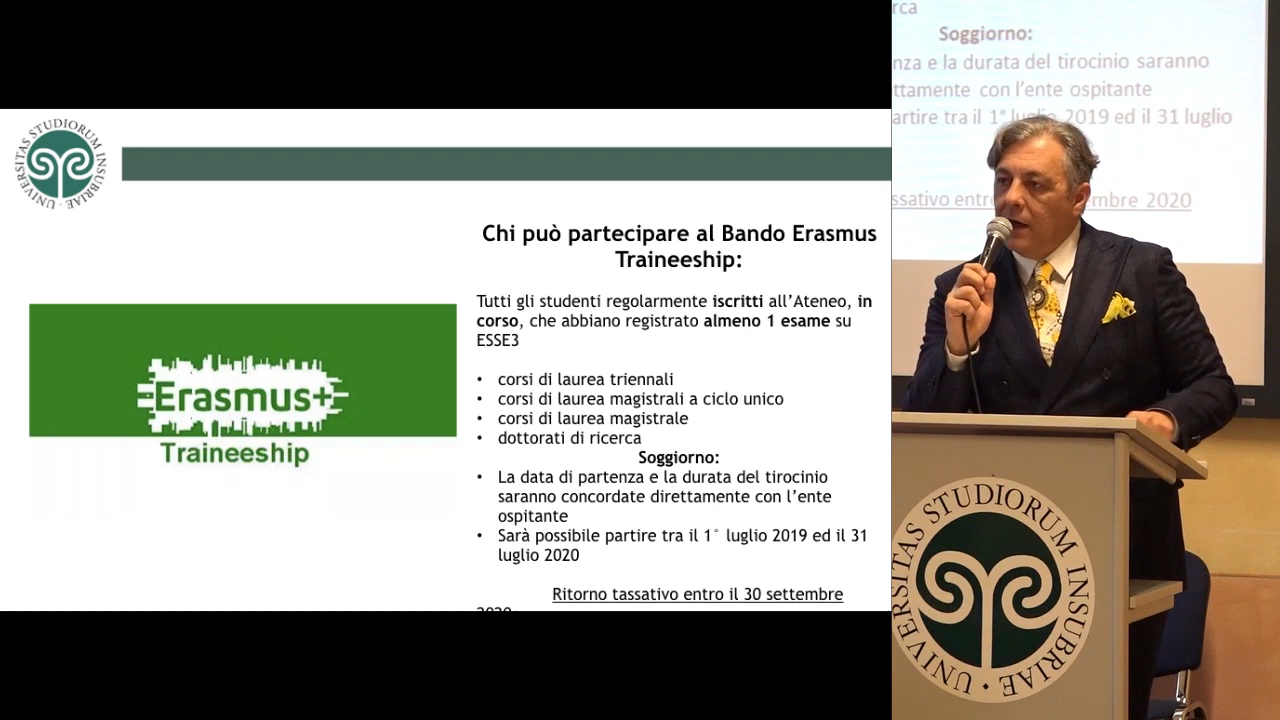 UNIVERSITAS STUDIORUM INSUBRIAE
Chi può partecipare al Bando Erasmus
Traineeship:
Tutti gli studenti regolarmente iscritti all'Ateneo, in
corso, che abbiano registrato almeno 1 esame su
ESSE3
• corsi di laurea triennali
• corsi di laurea magistrali a ciclo unico
• corsi di laurea magistrale
• dottorati di ricerca
Soggiorno:
• La data di partenza e la durata del tirocinio
saranno concordate direttamente con l'ente
ospitante
• Sarà possibile partire tra il 1° luglio 2019 ed il 31
luglio 2020
Ritorno tassativo entro il 30 settembre
Erasmus+
Traineeship
rca
Soggiorno:
nza e la durata del tirocinio saranno
ttamente con l'ente ospitante
artire tra il 1° luglio 2019 ed il 31 luglio
ssativo entro
mbre 2020
UNIVERSITAS STUDIORUM INSUBRIAE